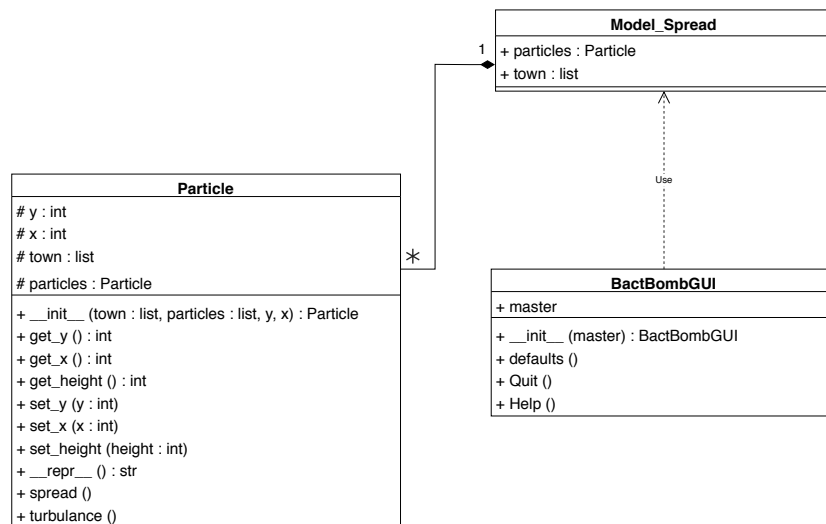 Model_Spread
+ particles : Particle
+ town : list
1
*
Use
Particle
# y : int
# x : int
# town : list
# particles : Particle
+ __init__ (town : list, particles : list, y, x) : Particle
+ get_y () : int
+ get_x () : int
+ get_height () : int
+ set_y (y : int)
+ set_x (x : int)
+ set_height (height : int)
+ __repr__ () : str
+ spread ()
+ turbulance ()
BactBombGUI
+ master
+ __init__ (master) : BactBombGUI
+ defaults ()
+ Quit ()
+ Help ()